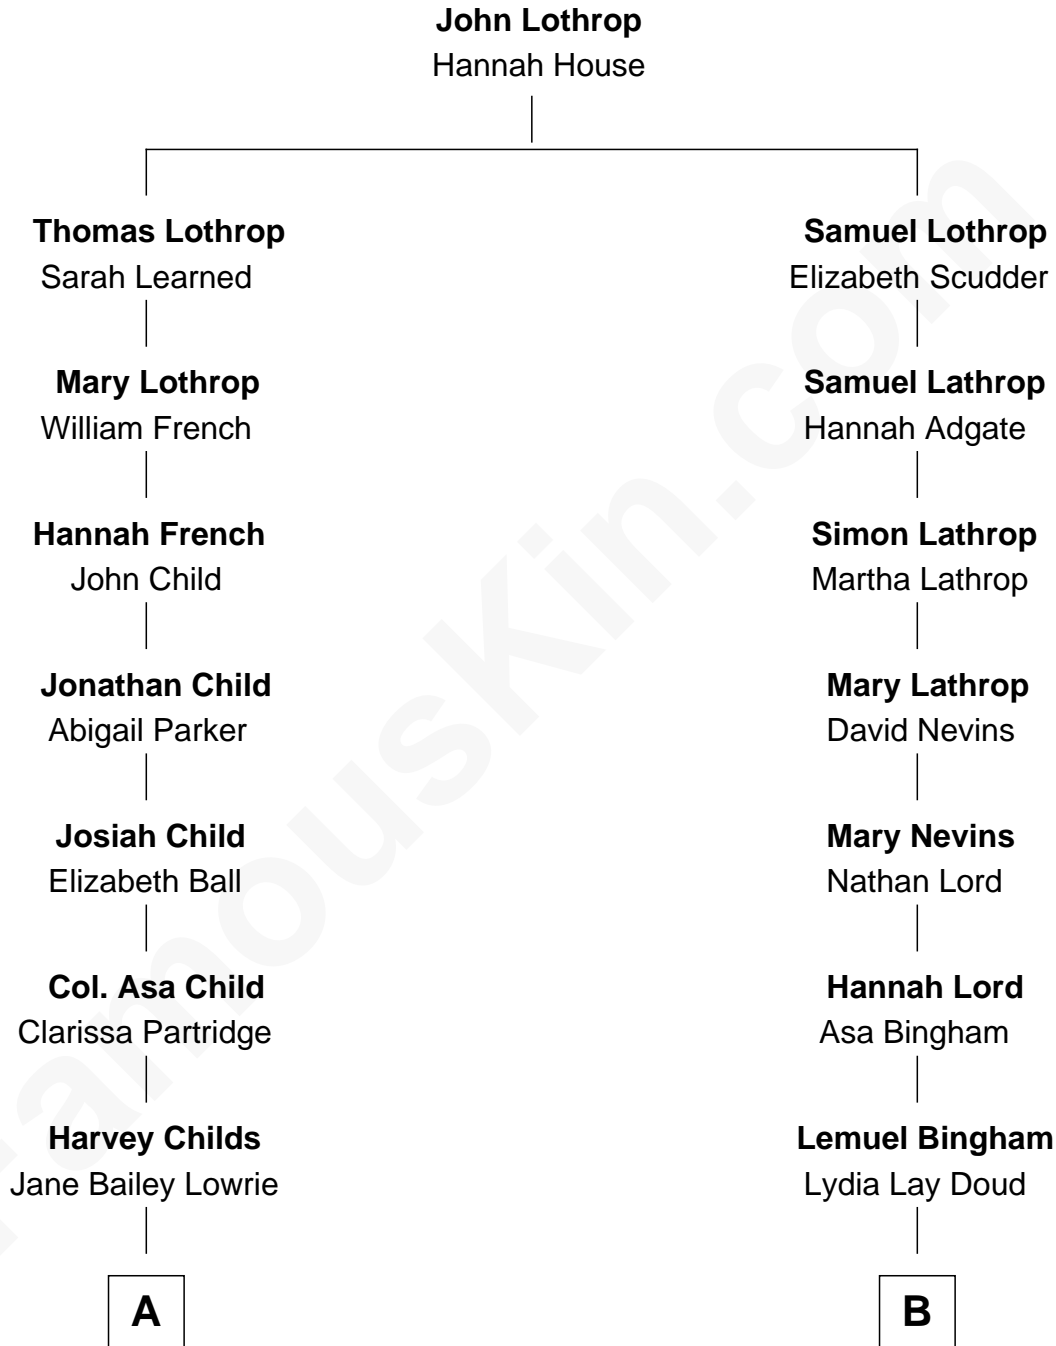 John Lothrop
Hannah House
Thomas Lothrop
Sarah Learned
Samuel Lothrop
Elizabeth Scudder
Mary Lothrop
William French
Samuel Lathrop
Hannah Adgate
Hannah French
John Child
Simon Lathrop
Martha Lathrop
Jonathan Child
Abigail Parker
Mary Lathrop
David Nevins
Josiah Child
Elizabeth Ball
Mary Nevins
Nathan Lord
Col. Asa Child
Clarissa Partridge
Hannah Lord
Asa Bingham
Harvey Childs
Jane Bailey Lowrie
Lemuel Bingham
Lydia Lay Doud
A
B
FamousKin.com